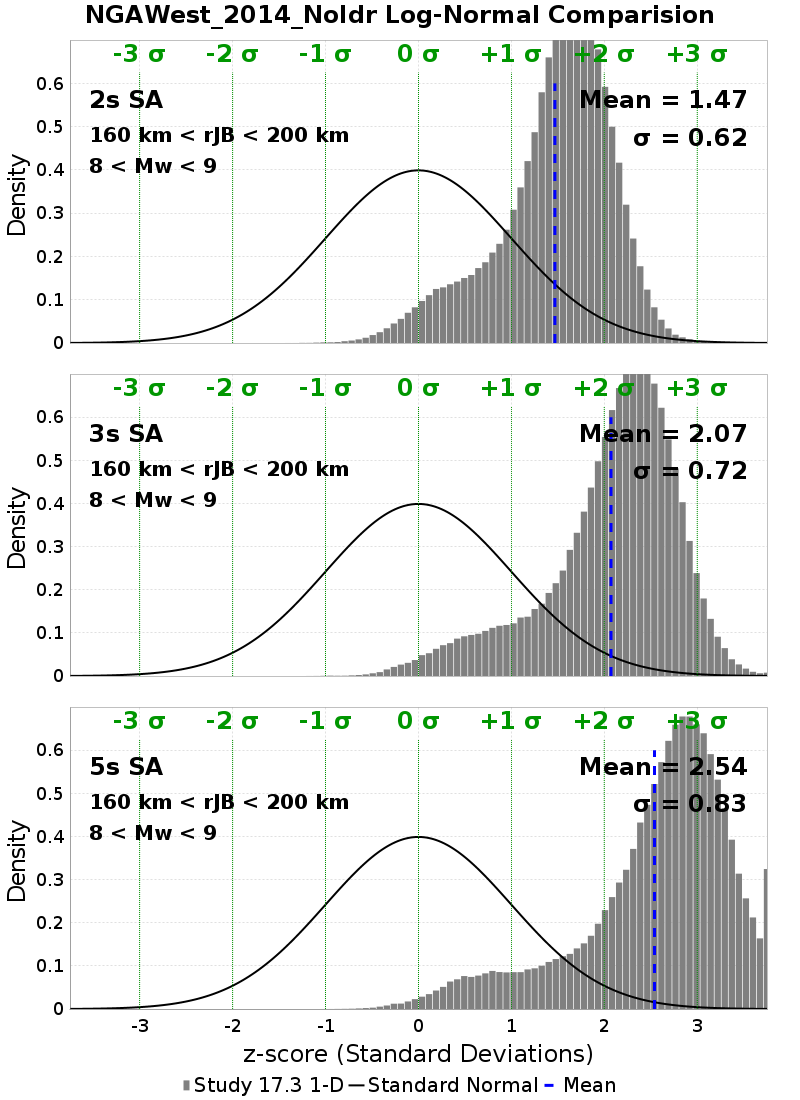 NGAWest_2014_NoIdr Log-Normal Comparision
-3 σ -2 σ -1 σ 0 σ +1 σ +2 σ +3 σ
0.6
2s SA Mean = 1.47
0.5
160 km < rJB < 200 km σ = 0.62
8 < Mw < 9
0.4
0.3
0.2
0.1
0
Density
-3 σ -2 σ -1 σ 0 σ +1 σ +2 σ +3 σ
0.6
3s SA Mean = 2.07
0.5
160 km < rJB < 200 km σ = 0.72
8 < Mw < 9
0.4
0.3
0.2
0.1
0
Density
-3 σ -2 σ -1 σ 0 σ +1 σ +2 σ +3 σ
0.6
5s SA Mean = 2.54
0.5
160 km < rJB < 200 km σ = 0.83
8 < Mw < 9
0.4
0.3
0.2
0.1
0
Density
-3 -2 -1 0 1 2 3
z-score (Standard Deviations)
Study 17.3 1-D Standard Normal Mean